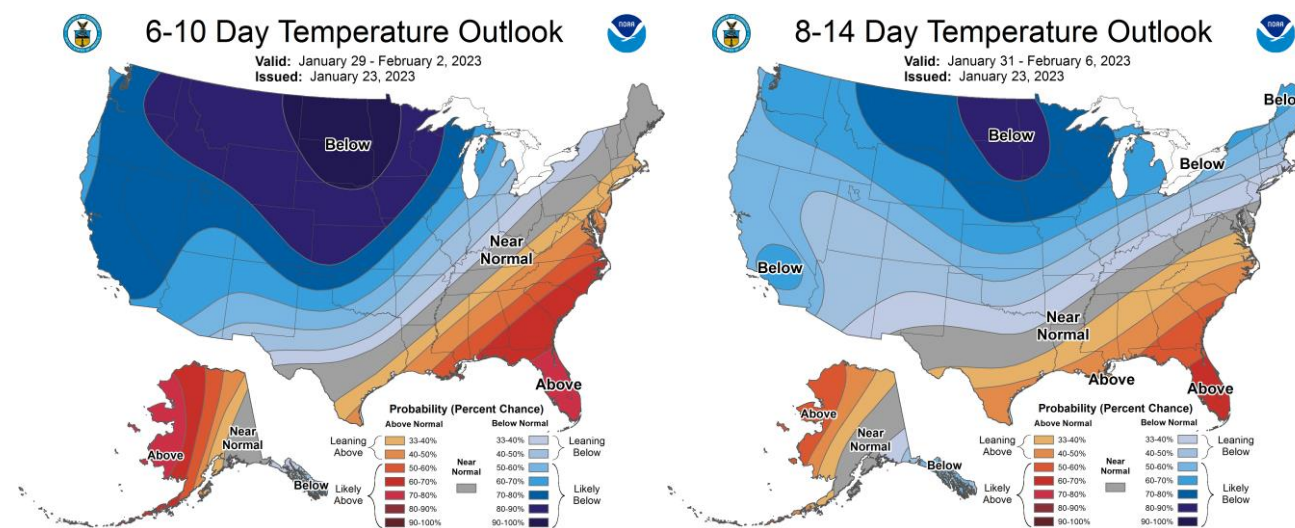 6-10 Day Temperature Outlook
Valid: January 29 - February 2, 2023
Issued: January 23, 2023
NOAA
Below
Near
Normal
Above
Above
Near
Normal
Below
Probability (Percent Chance)
Above Normal
Below Normal
Leaning
Above
33-40%
40-50%
Near
Normal
33-40%
40-50%
Leaning
Below
Likely
Above
50-60%
60-70%
70-80%
80-90%
90-100%
50-60%
60-70%
70-80%
80-90%
90-100%
Likely
Below
8-14 Day Temperature Outlook
Valid: January 31 - February 6, 2023
Issued: January 23, 2023
NOAA
Below
Below
Below
Below
Near
Normal
Above
Above
Above
Near
Normal
Below
Probability (Percent Chance)
Above Normal
Below Normal
Leaning
Above
33-40%
40-50%
Near
Normal
33-40%
40-50%
Leaning
Below
Likely
Above
50-60%
60-70%
70-80%
80-90%
90-100%
50-60%
60-70%
70-80%
80-90%
90-100%
Likely
Below